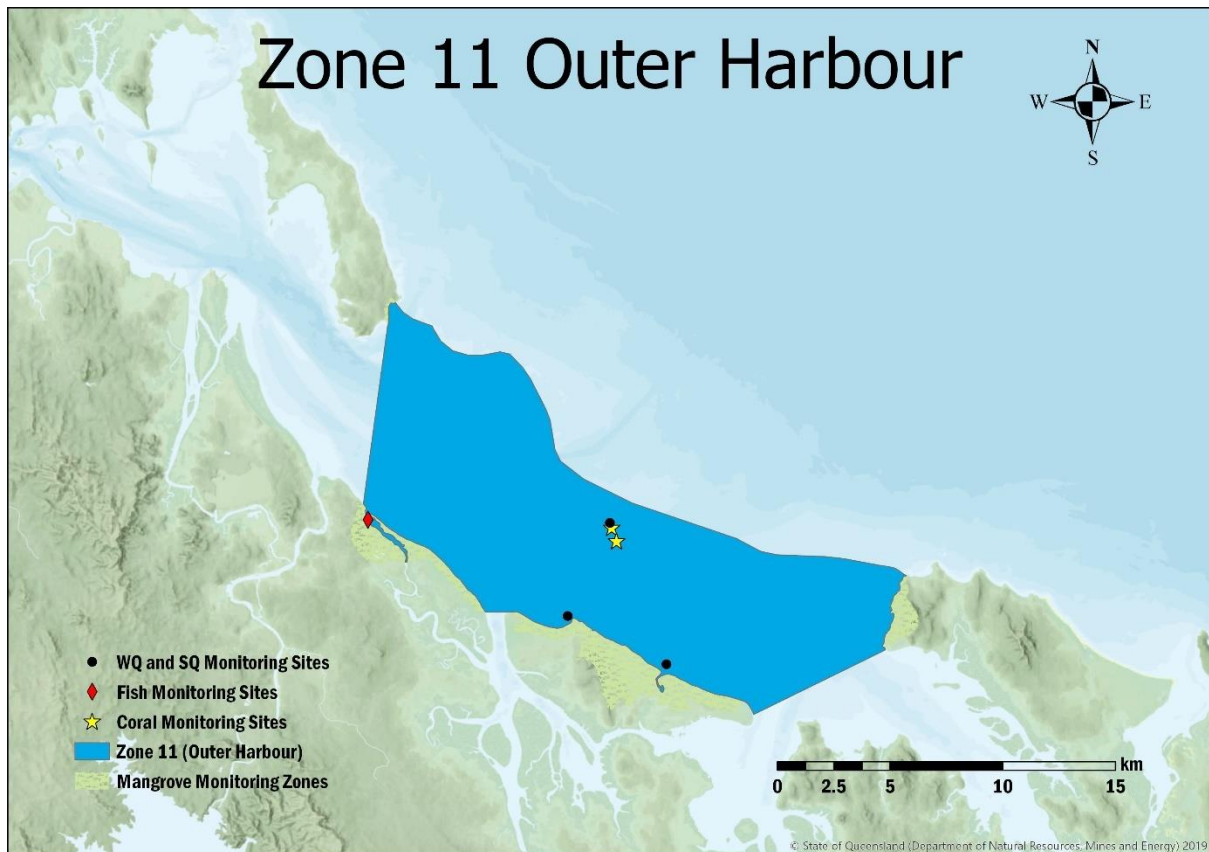 Zone 11 Outer Harbour
N
W E
S
WQ and SQ Monitoring Sites
Fish Monitoring Sites
Coral Monitoring Sites
Zone 11 (Outer Harbour)
Mangrove Monitoring Zones
km
0 2.5 5 10 15
© State of Queensland (Department of Natural Resources, Mines and Energy) 2019